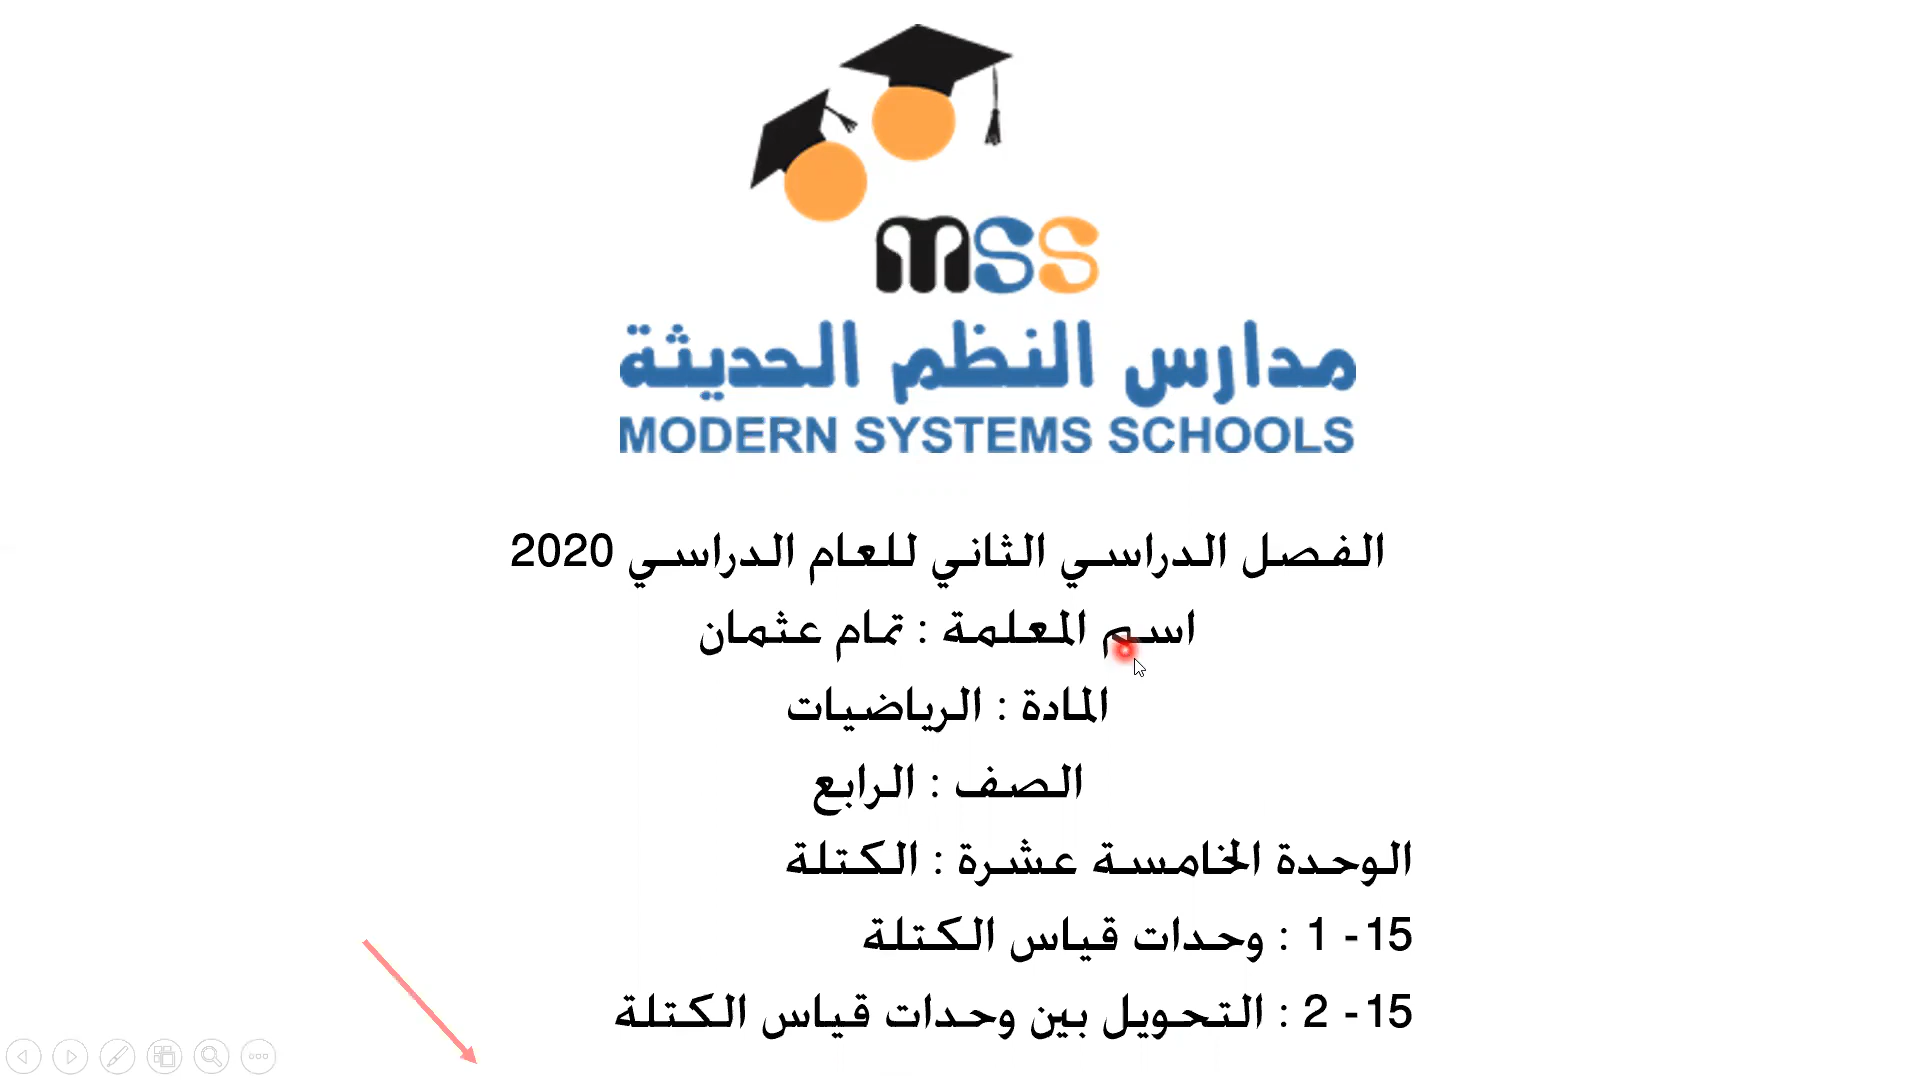 mss
مدارس النظم الحديثة
MODERN SYSTEMS SCHOOLS
الفصل الدراسي الثاني للعام الدراسي 2020
اسم المعلمة : تمام عثمان
المادة : الرياضيات
الصف : الرابع
الوحدة الخامسة عشرة : الكتلة
15- 1 : وحدات قياس الكتلة
15- 2 : التحويل بين وحدات قياس الكتلة